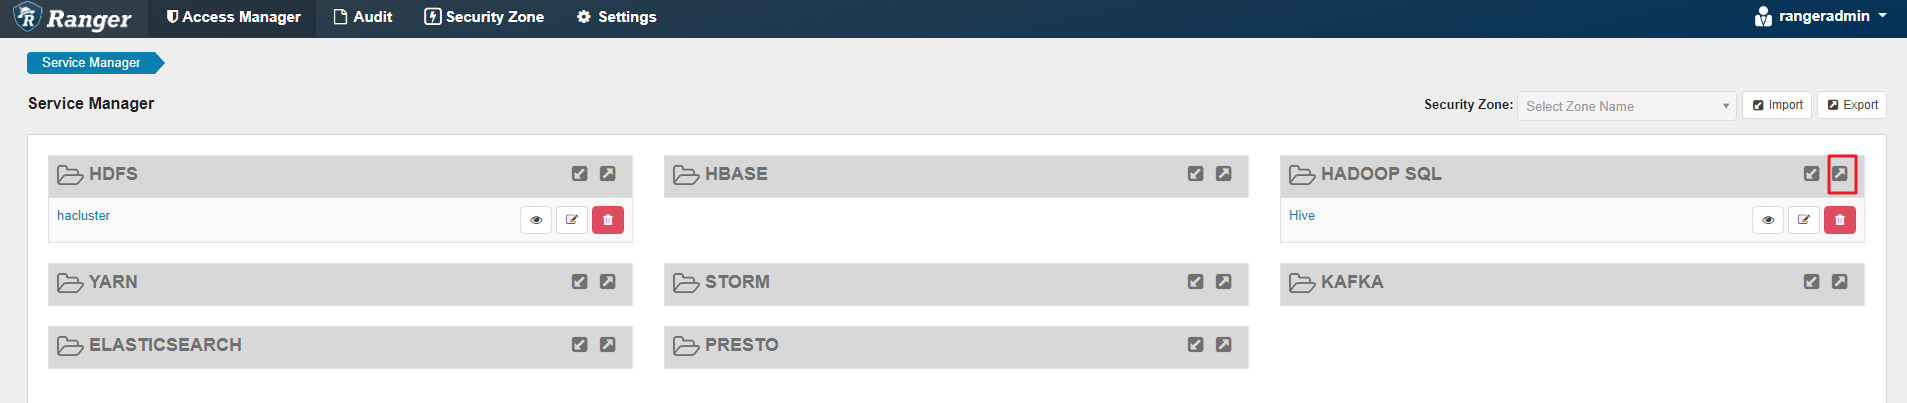 Ranger Access Manager Audit Security Zone Settings rangeradmin
Service Manager
Service Manager Security Zone: Select Zone Name Import Export
HDFS HBASE HADOOP SQL
hacluster Hive
YARN STORM KAFKA
ELASTICSEARCH PRESTO